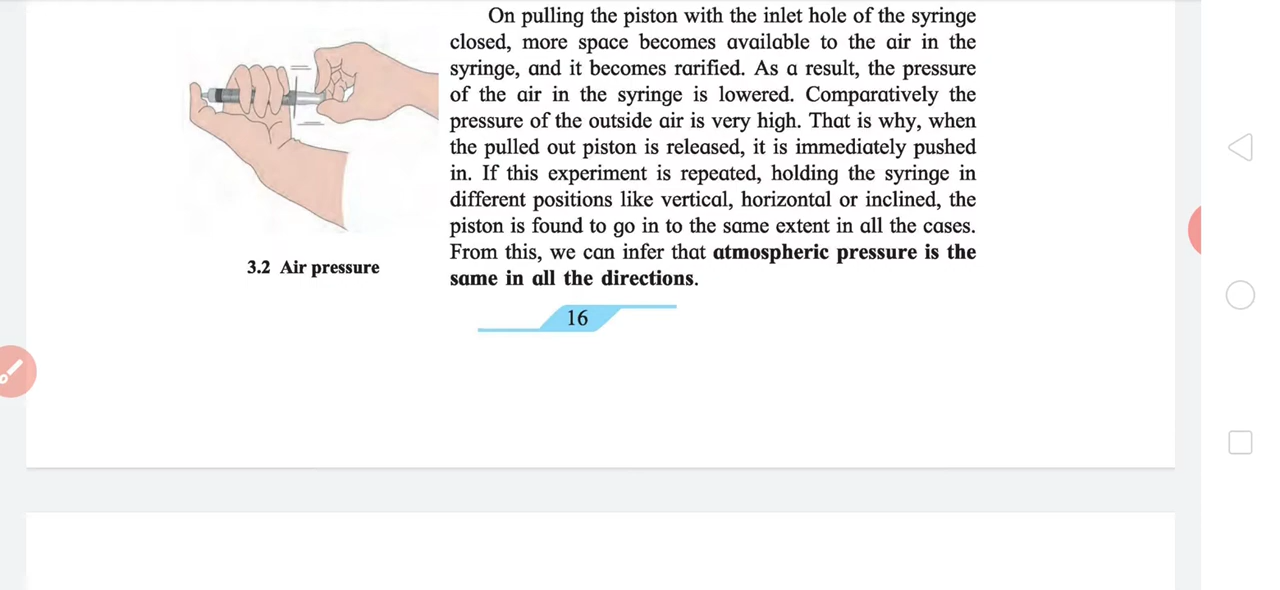 On pulling the piston with the inlet hole of the syringe
closed, more space becomes available to the air in the
syringe, and it becomes rarified. As a result, the pressure
of the air in the syringe is lowered. Comparatively the
pressure of the outside air is very high. That is why, when
the pulled out piston is released, it is immediately pushed
in. If this experiment is repeated, holding the syringe in
different positions like vertical, horizontal or inclined, the
piston is found to go in to the same extent in all the cases.
From this, we can infer that atmospheric pressure is the
same in all the directions.
3.2 Air pressure
16